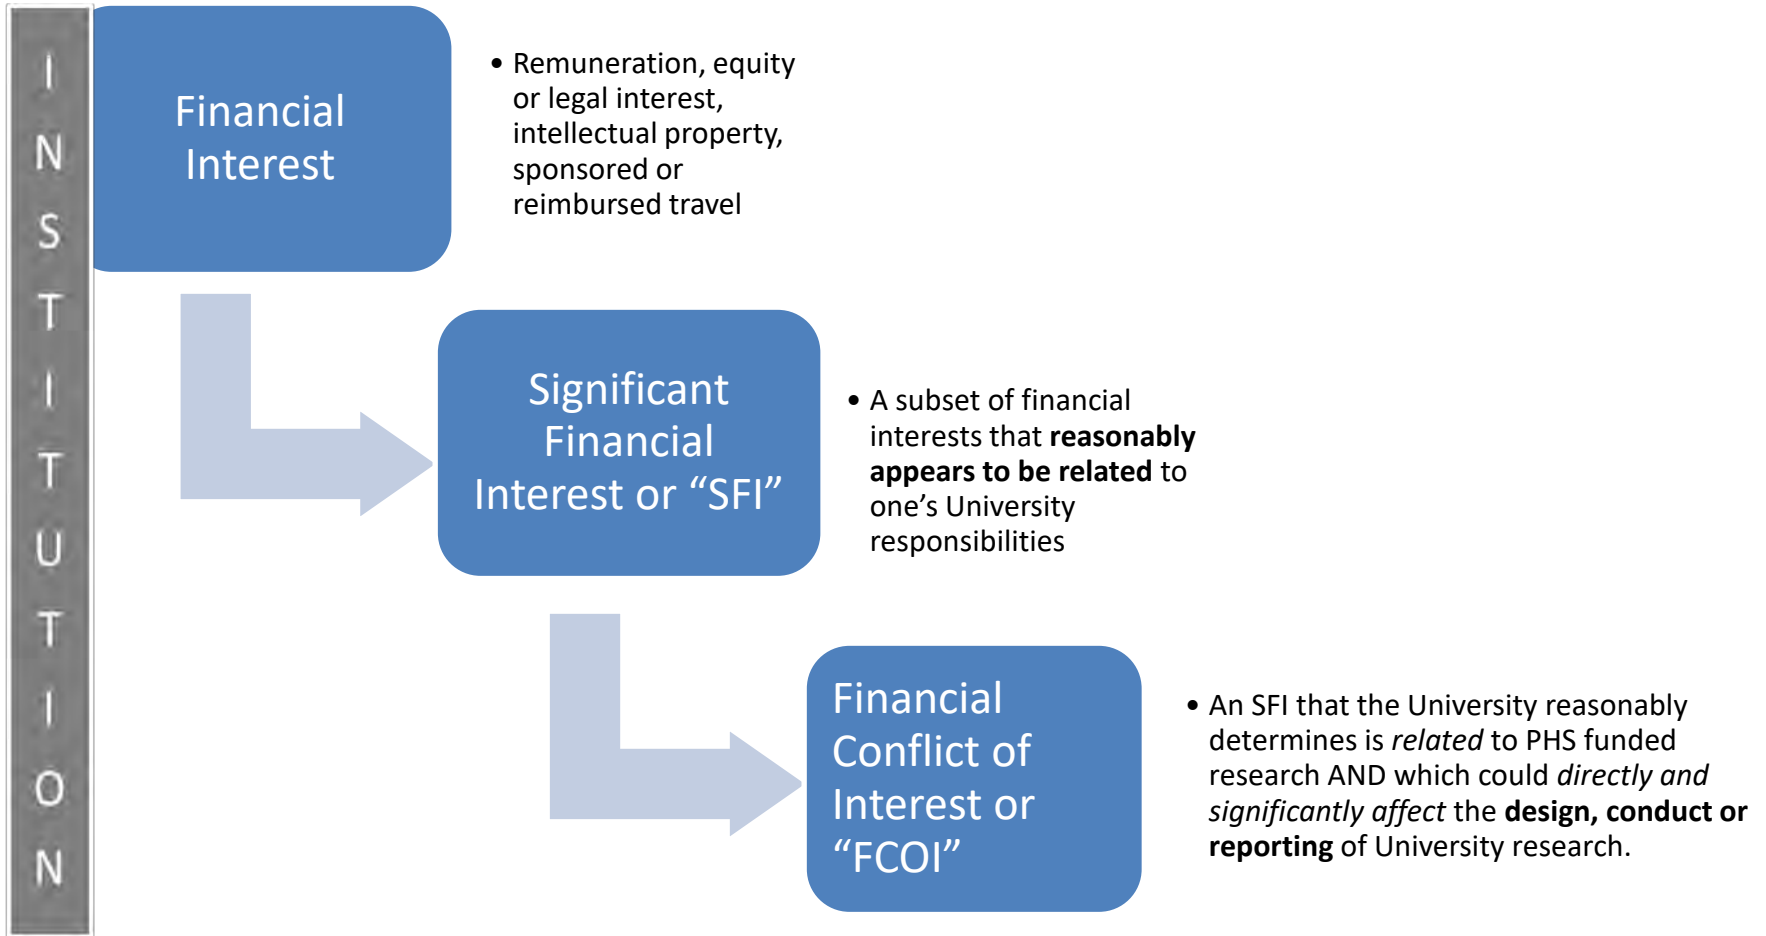 I
N
S
T
I
T
U
T
I
O
N
Financial
Interest
• Remuneration, equity
or legal interest,
intellectual property,
sponsored or
reimbursed travel
Significant
Financial
Interest or “SFI”
• A subset of financial
interests that reasonably
appears to be related to
one’s University
responsibilities
Financial
Conflict of
Interest or
“FCOI”
• An SFI that the University reasonably
determines is related to PHS funded
research AND which could directly and
significantly affect the design, conduct or
reporting of University research.